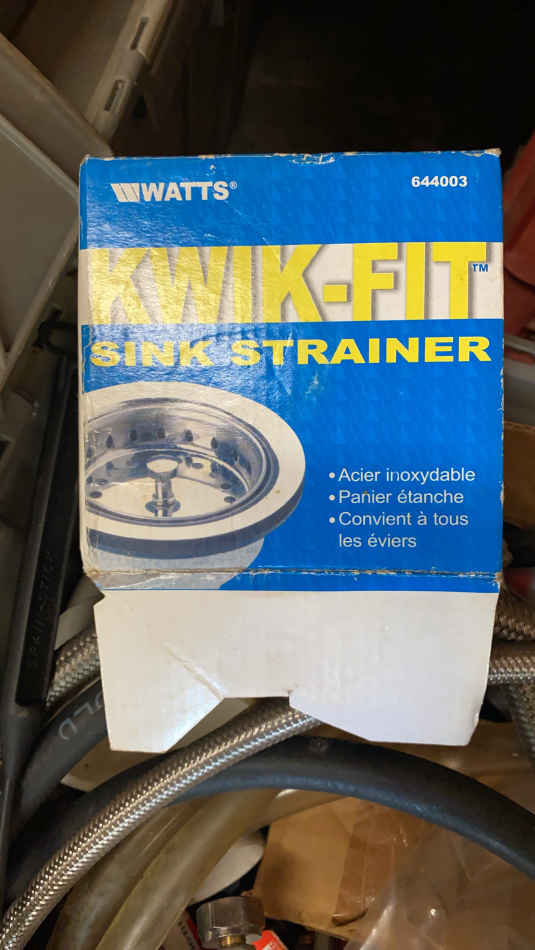 WATTS®
644003
KWIK-FIT™
SINK STRAINER
• Acier inoxydable
• Panier étanche
• Convient à tous
les éviers